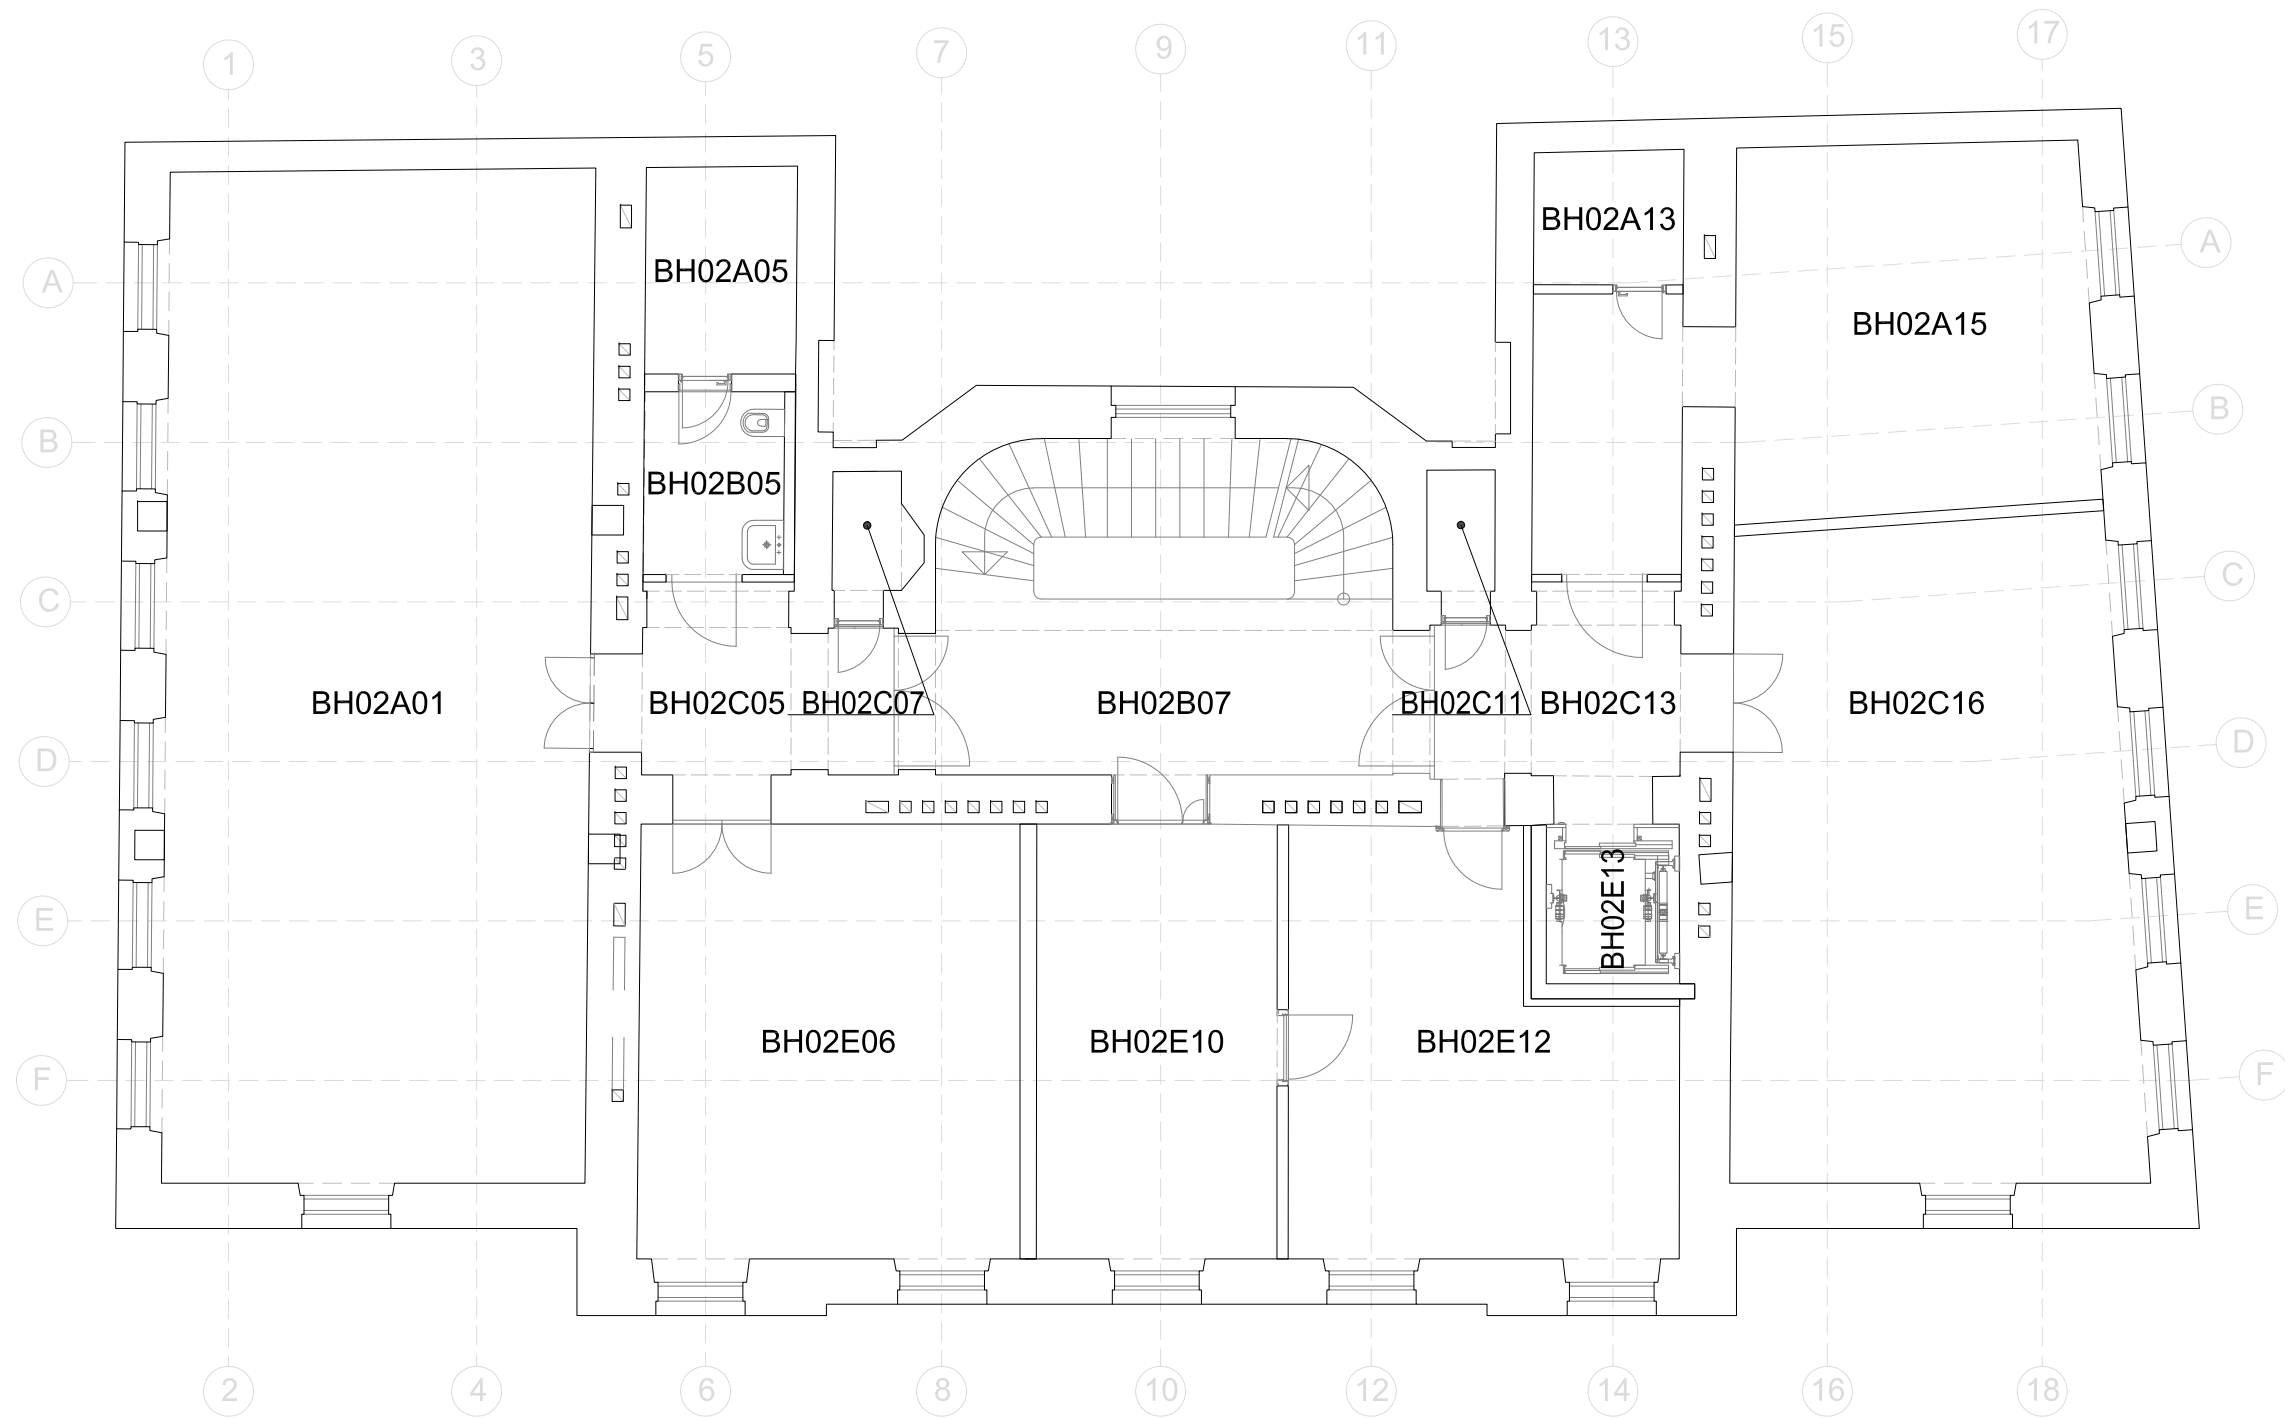 1 3 5 7 9 11 13 15 17
BH02A13
A BH02A05 A
BH02A15
B B
BH02B05
C C
BH02A01 BH02C05 BH02C07 BH02B07 BH02C11 BH02C13 BH02C16
D D
BH02E13
E E
BH02E06 BH02E10 BH02E12
F F
2 4 6 8 10 12 14 16 18